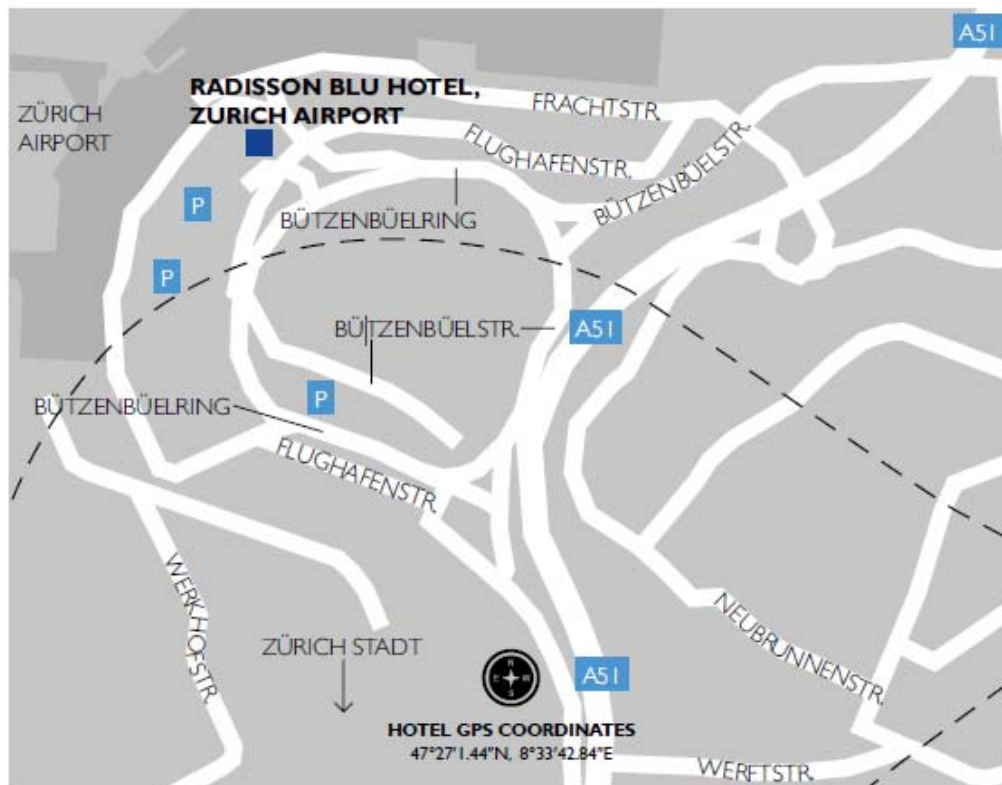 A51
RADISSON BLU HOTEL,
ZURICH AIRPORT
ZÜRICH
AIRPORT
FRACHTSTR.
FLUGHAFENSTR.
BÜTZENBÜELSTR.
P
BÜTZENBÜELRING
P
BÜTZENBÜELSTR.
A51
P
BÜTZENBÜELRING
FLUGHAFENSTR.
WERKHOFSTR.
NEUBRUNNENSTR.
ZÜRICH STADT
N
E W
S
A51
HOTEL GPS COORDINATES
47°27'1.44"N, 8°33'42.84"E
WERFTSTR.